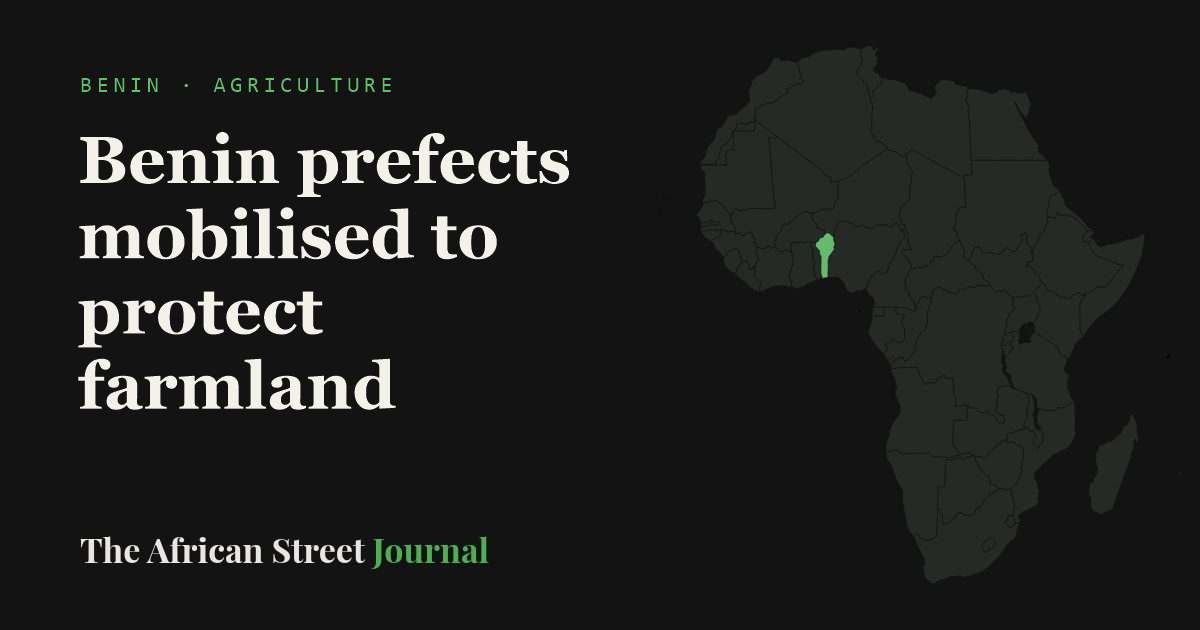 BENIN · AGRICULTURE
Benin prefects
mobilised to
protect
farmland
The African Street Journal